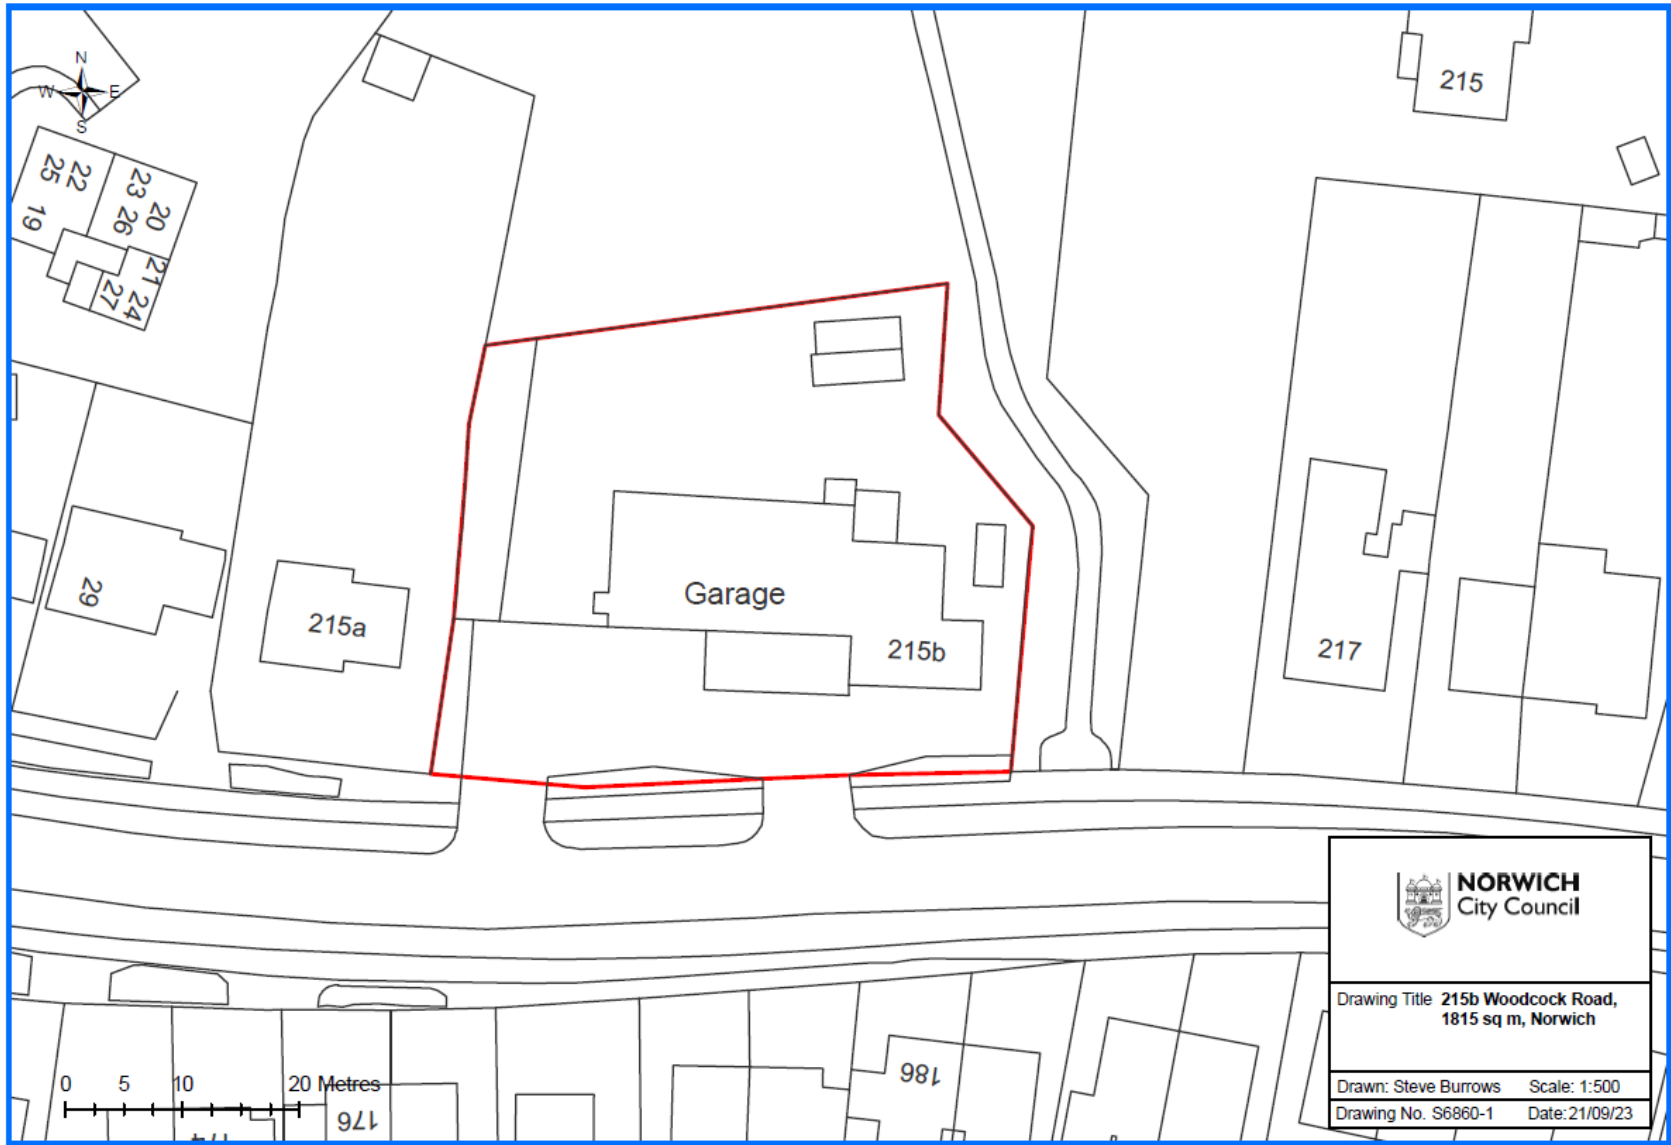 N
W E
S
215
25 22
19
23 26 20
21
27 24
29
215a
Garage
215b
217
NORWICH
City Council
Drawing Title 215b Woodcock Road,
1815 sq m, Norwich
Drawn: Steve Burrows Scale: 1:500
Drawing No. S6860-1 Date:21/09/23
0 5 10 20 Metres
176
186